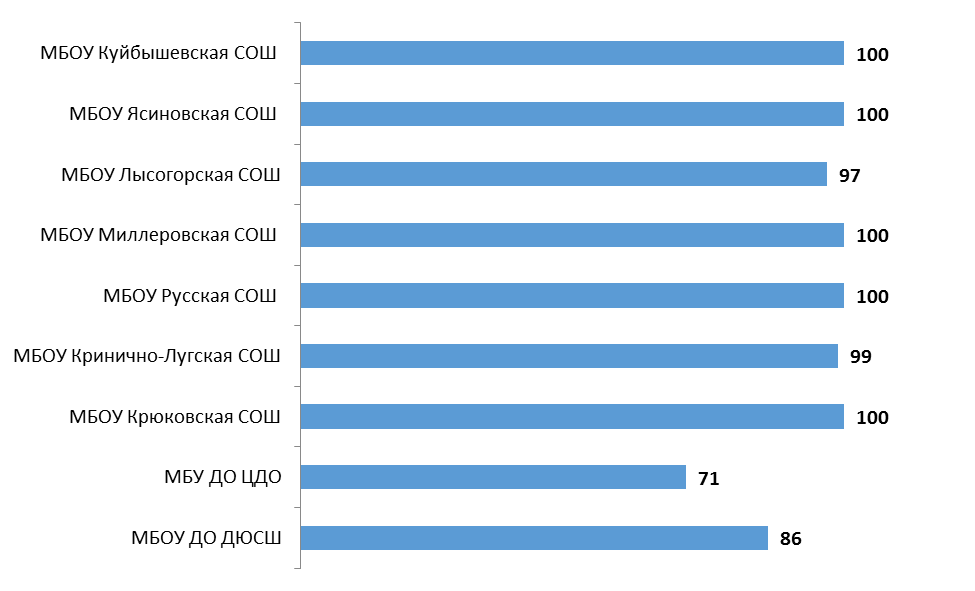 МБОУ Куйбышевская СОШ 100
МБОУ Ясиновская СОШ 100
МБОУ Лысогорская СОШ 97
МБОУ Миллеровская СОШ 100
МБОУ Русская СОШ 100
МБОУ Кринично-Лугская СОШ 99
МБОУ Крюковская СОШ 100
МБУ ДО ЦДО 71
МБОУ ДО ДЮСШ 86